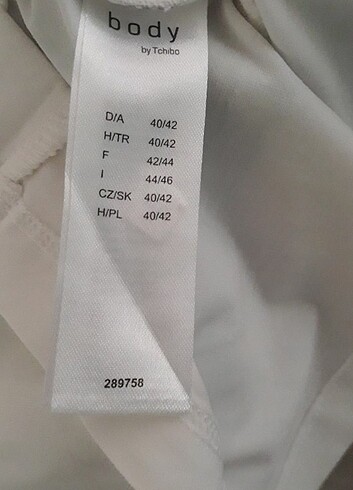 body
by Tchibo
D/A 40/42
H/TR 40/42
F 42/44
I 44/46
CZ/SK 40/42
H/PL 40/42
289758